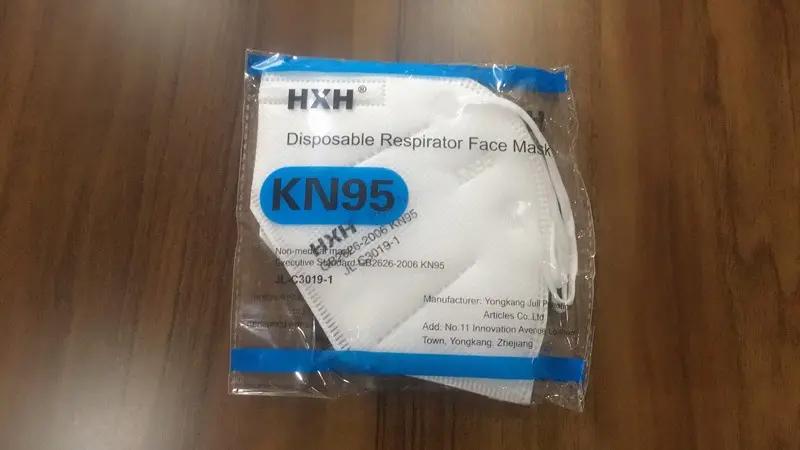 HXH®
Disposable Respirator Face Mask
KN95
HXH
GB2626-2006 KN95
JL-C3019-1
Non-medical mask
Executive Standard GB2626-2006 KN95
JL-C3019-1
Manufacturer: Yongkang Juli
Articles Co.,Ltd
Add: No.11 Innovation Avenue
Town, Yongkang, Zhejiang